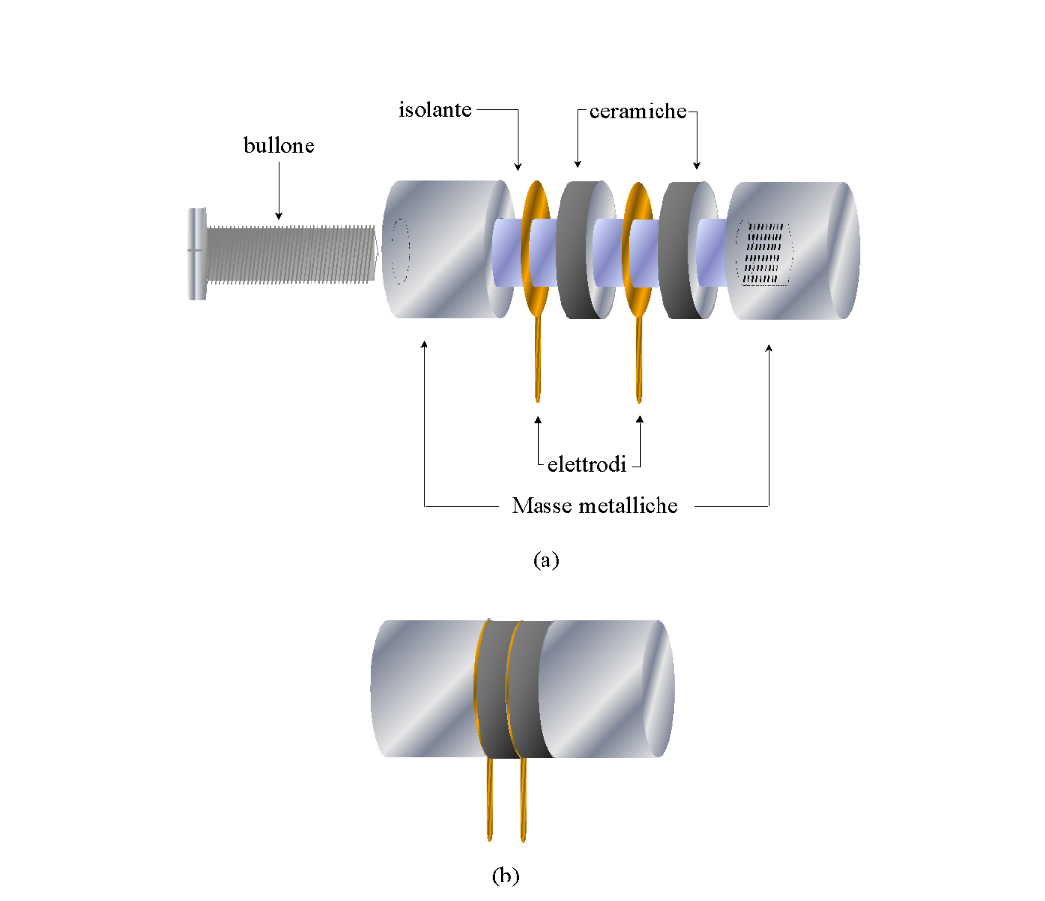 isolante
ceramiche
bullone
elettrodi
Masse metalliche
(a)
(b)